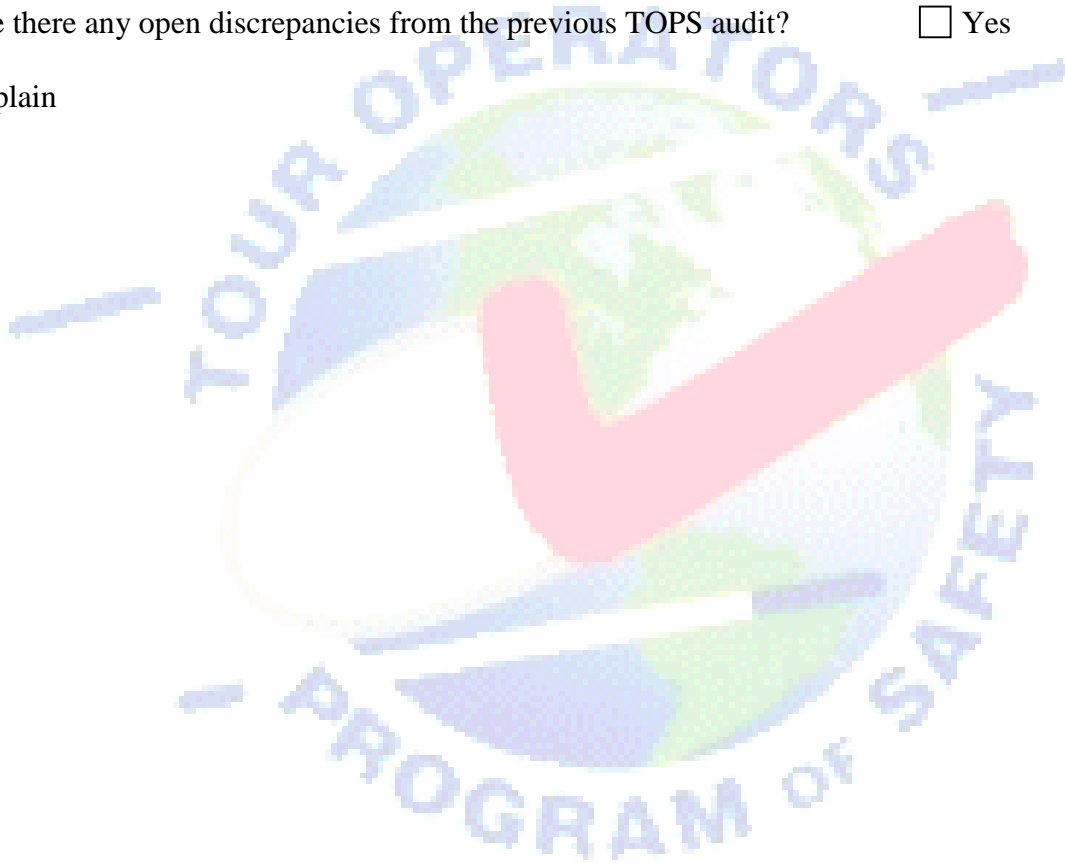 e there any open discrepancies from the previous TOPS audit? ☐ Yes
plain
TOUR OPERATORS
PROGRAM OF SAFETY